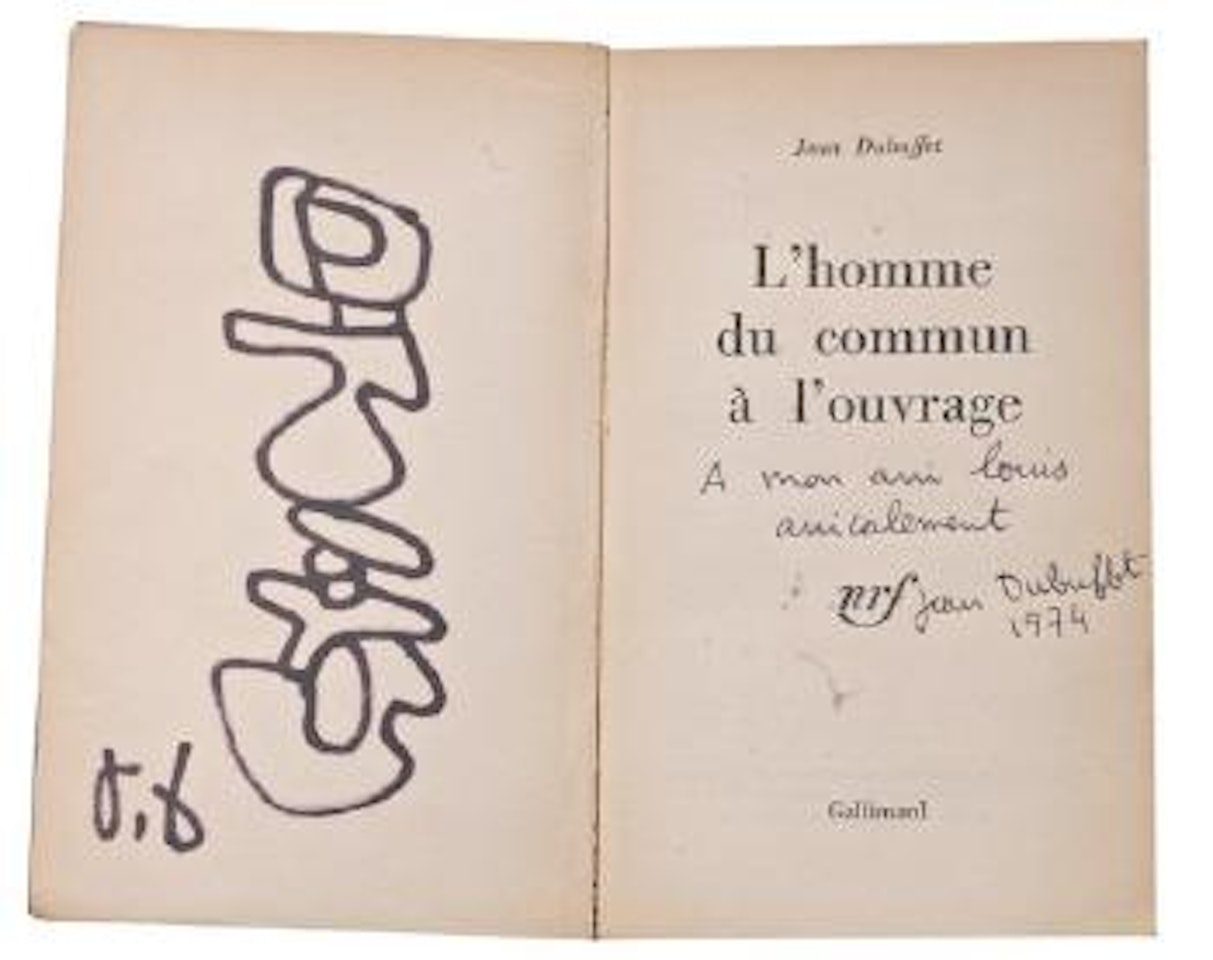 J.D
Jean Dubuffet
L'homme
du commun
à l'ouvrage
A mon ami louis
amicalement
nrf Jean Dubuffet
1974
Gallimard